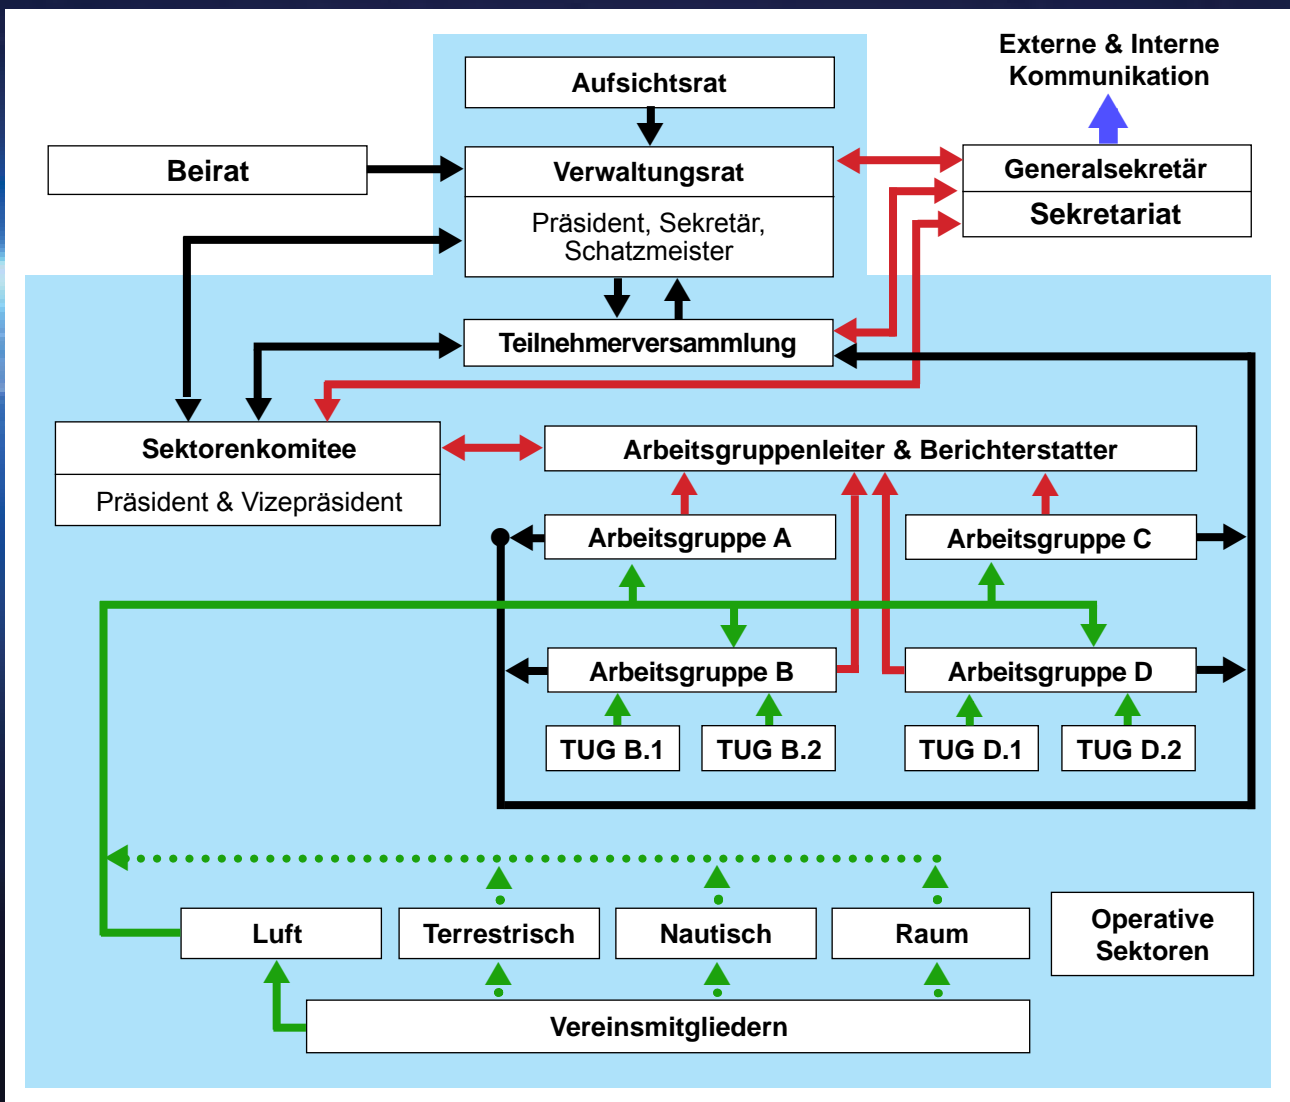 Externe & Interne
Kommunikation
Aufsichtsrat
Beirat
Verwaltungsrat
Präsident, Sekretär,
Schatzmeister
Generalsekretär
Sekretariat
Teilnehmerversammlung
Sektorenkomitee
Präsident & Vizepräsident
Arbeitsgruppenleiter & Berichterstatter
Arbeitsgruppe A
Arbeitsgruppe C
Arbeitsgruppe B
Arbeitsgruppe D
TUG B.1
TUG B.2
TUG D.1
TUG D.2
Luft
Terrestrisch
Nautisch
Raum
Operative
Sektoren
Vereinsmitgliedern